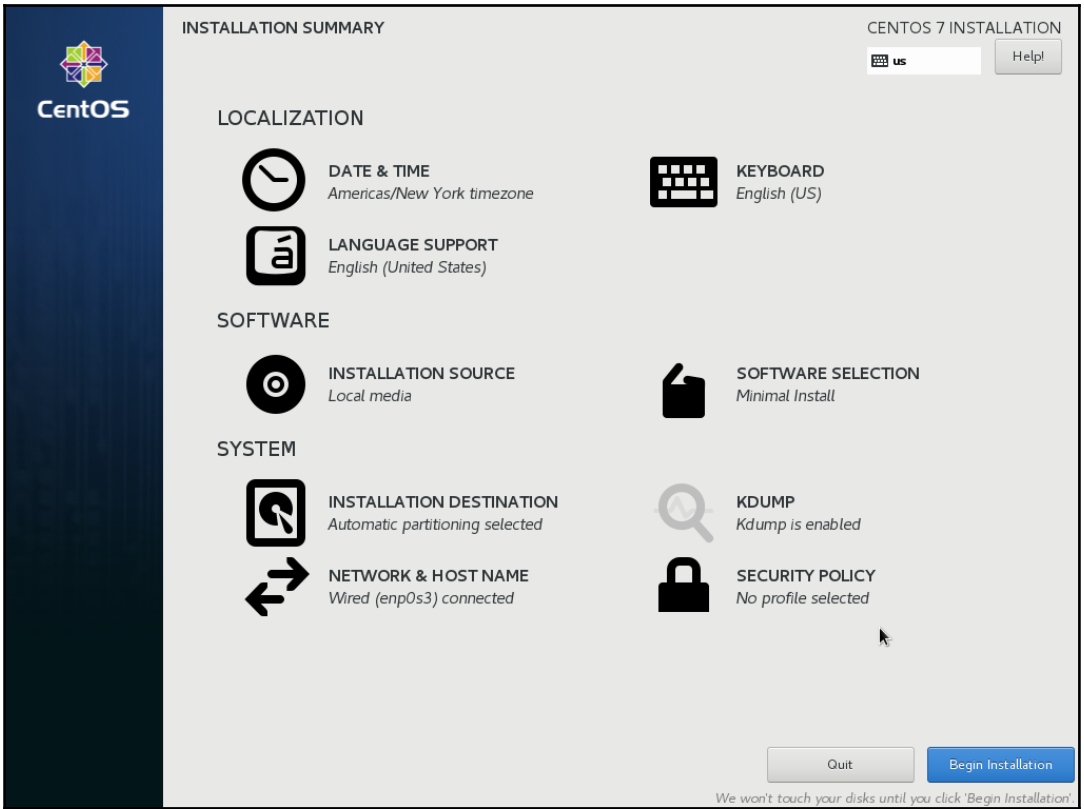 INSTALLATION SUMMARY
CENTOS 7 INSTALLATION
us
Help!
CentOS
LOCALIZATION
DATE & TIME
Americas/New York timezone
KEYBOARD
English (US)
LANGUAGE SUPPORT
English (United States)
SOFTWARE
INSTALLATION SOURCE
Local media
SOFTWARE SELECTION
Minimal Install
SYSTEM
INSTALLATION DESTINATION
Automatic partitioning selected
KDUMP
Kdump is enabled
NETWORK & HOST NAME
Wired (enp0s3) connected
SECURITY POLICY
No profile selected
Quit
Begin Installation
We won't touch your disks until you click 'Begin Installation'.